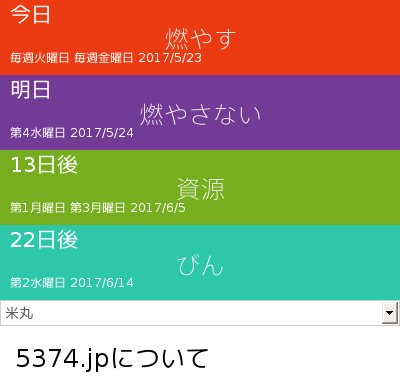 今日
燃やす
毎週火曜日 毎週金曜日 2017/5/23
明日
燃やさない
第4水曜日 2017/5/24
13日後
資源
第1月曜日 第3月曜日 2017/6/5
22日後
びん
第2水曜日 2017/6/14
米丸
5374.jpについて